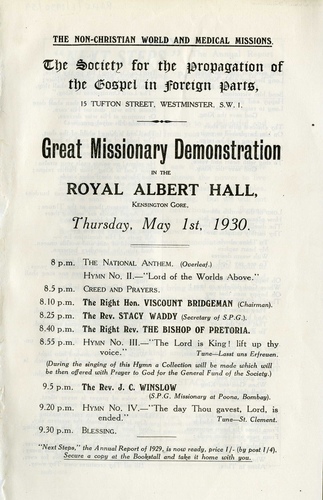 THE NON-CHRISTIAN WORLD AND MEDICAL MISSIONS.
The Society for the Propagation of
the Gospel in Foreign Parts,
15 TUFTON STREET, WESTMINSTER. S.W. 1.
Great Missionary Demonstration
IN THE
ROYAL ALBERT HALL,
KENSINGTON GORE,
Thursday, May 1st, 1930.
8 p.m. THE NATIONAL ANTHEM. (Overleaf.)
HYMN NO. II.—"Lord of the Worlds Above."
8.5 p.m. CREED AND PRAYERS.
8.10 p.m. The Right Hon. VISCOUNT BRIDGEMAN (Chairman).
8.25 p.m. The Rev. STACY WADDY (Secretary of S.P.G.).
8.40 p.m. The Right Rev. THE BISHOP OF PRETORIA.
8.55 p.m. HYMN NO. III.—"The Lord is King! lift up thy
voice." Tune—Lasst uns Erfreuen.
(During the singing of this Hymn a Collection will be made which will
be then offered with Prayer to God for the General Fund of the Society.)
9.5 p.m. The Rev. J. C. WINSLOW
(S.P.G. Missionary at Poona, Bombay).
9.20 p.m. HYMN NO. IV.—"The day Thou gavest, Lord, is
ended." Tune—St. Clement.
9.30 p.m. BLESSING.
"Next Steps," the Annual Report of 1929, is now ready, price 1/- (by post 1/4).
Secure a copy at the Bookstall and take it home with you.